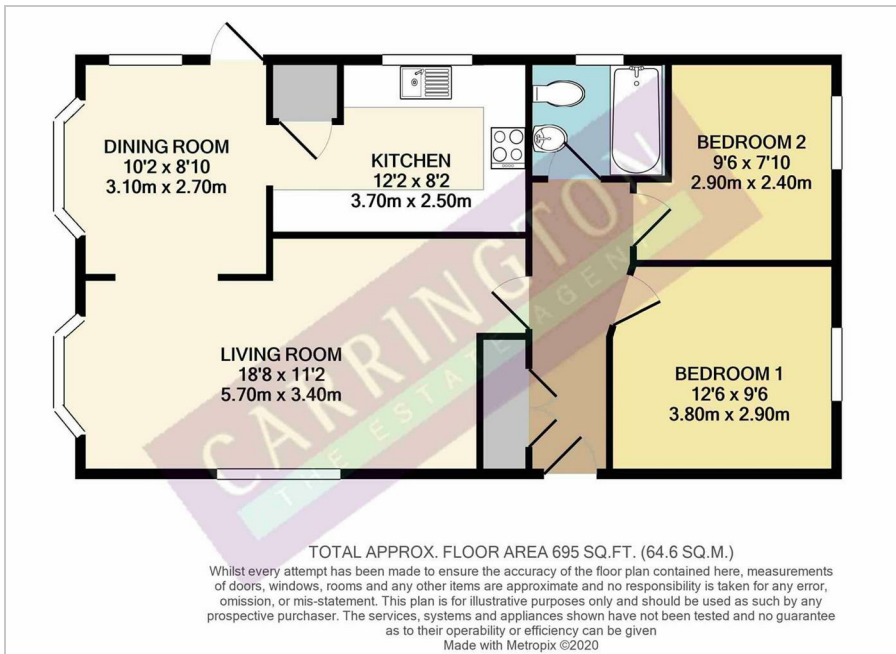 DINING ROOM
10'2 x 8'10
3.10m x 2.70m
KITCHEN
12'2 x 8'2
3.70m x 2.50m
BEDROOM 2
9'6 x 7'10
2.90m x 2.40m
LIVING ROOM
18'8 x 11'2
5.70m x 3.40m
BEDROOM 1
12'6 x 9'6
3.80m x 2.90m
CARRINGTON
THE ESTATE AGENT
TOTAL APPROX. FLOOR AREA 695 SQ.FT. (64.6 SQ.M.)
Whilst every attempt has been made to ensure the accuracy of the floor plan contained here, measurements
of doors, windows, rooms and any other items are approximate and no responsibility is taken for any error,
omission, or mis-statement. This plan is for illustrative purposes only and should be used as such by any
prospective purchaser. The services, systems and appliances shown have not been tested and no guarantee
as to their operability or efficiency can be given
Made with Metropix ©2020